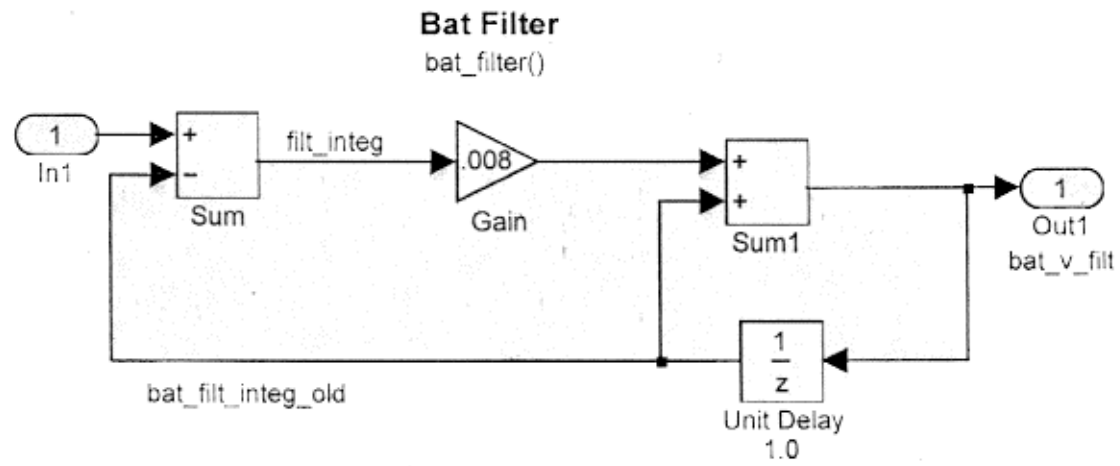 Bat Filter
bat_filter()
1
In1
+
−
Sum
filt_integ
.008
Gain
+
+
Sum1
1
Out1
bat_v_filt
1
z
Unit Delay
1.0
bat_filt_integ_old